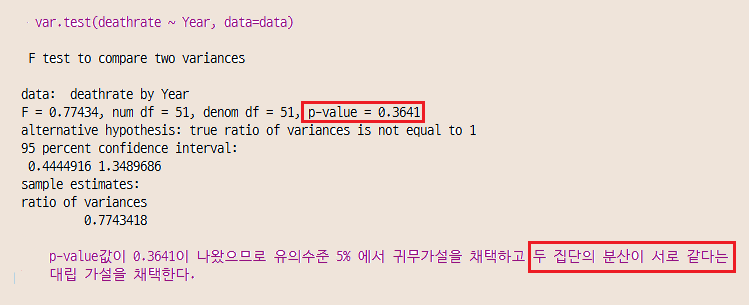 var.test(deathrate ~ Year, data=data)
F test to compare two variances
data:  deathrate by Year
F = 0.77434, num df = 51, denom df = 51, p-value = 0.3641
alternative hypothesis: true ratio of variances is not equal to 1
95 percent confidence interval:
0.4444916 1.3489686
sample estimates:
ratio of variances
0.7743418
p-value값이 0.3641이 나왔으므로 유의수준 5% 에서 귀무가설을 채택하고 두 집단의 분산이 서로 같다는
대립 가설을 채택한다.